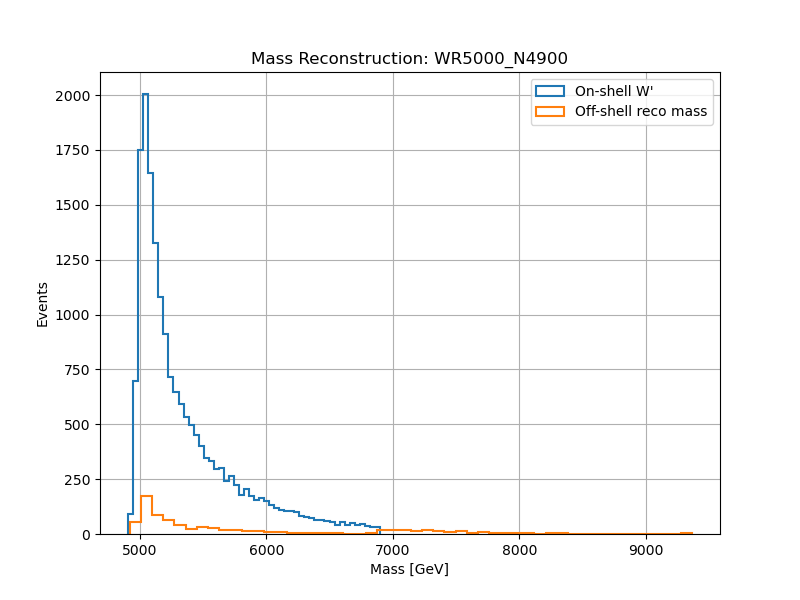 Mass Reconstruction: WR5000_N4900
On-shell W'
Off-shell reco mass
2000
1750
1500
1250
1000
750
500
250
0
Events
5000 6000 7000 8000 9000
Mass [GeV]